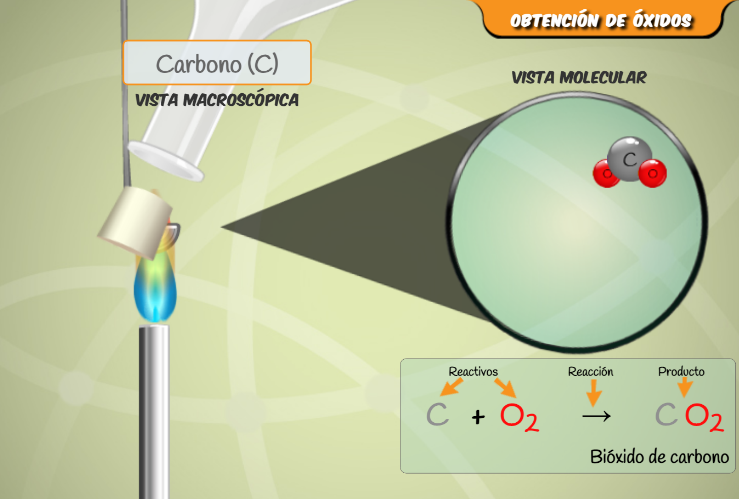 OBTENCIÓN DE ÓXIDOS
Carbono (C)
VISTA MACROSCÓPICA
VISTA MOLECULAR
O C O
Reactivos Reacción Producto
C + O2 → CO2
Bióxido de carbono